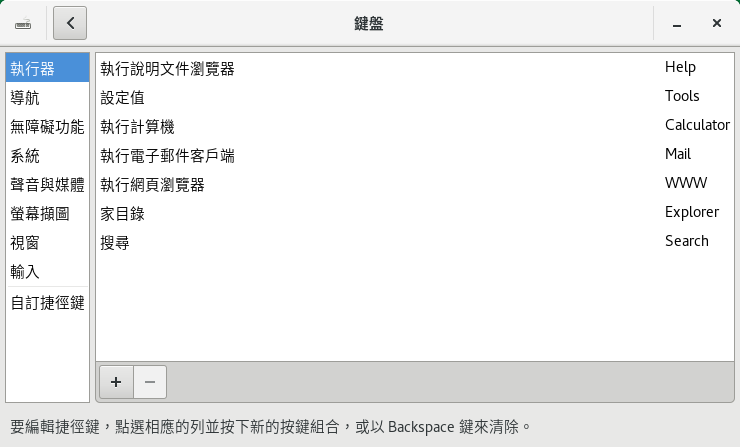 鍵盤
執行器
導航
無障礙功能
系統
聲音與媒體
螢幕擷圖
視窗
輸入
自訂捷徑鍵
執行說明文件瀏覽器 Help
設定值 Tools
執行計算機 Calculator
執行電子郵件客戶端 Mail
執行網頁瀏覽器 WWW
家目錄 Explorer
搜尋 Search
要編輯捷徑鍵，點選相應的列並按下新的按鍵組合，或以 Backspace 鍵來清除。